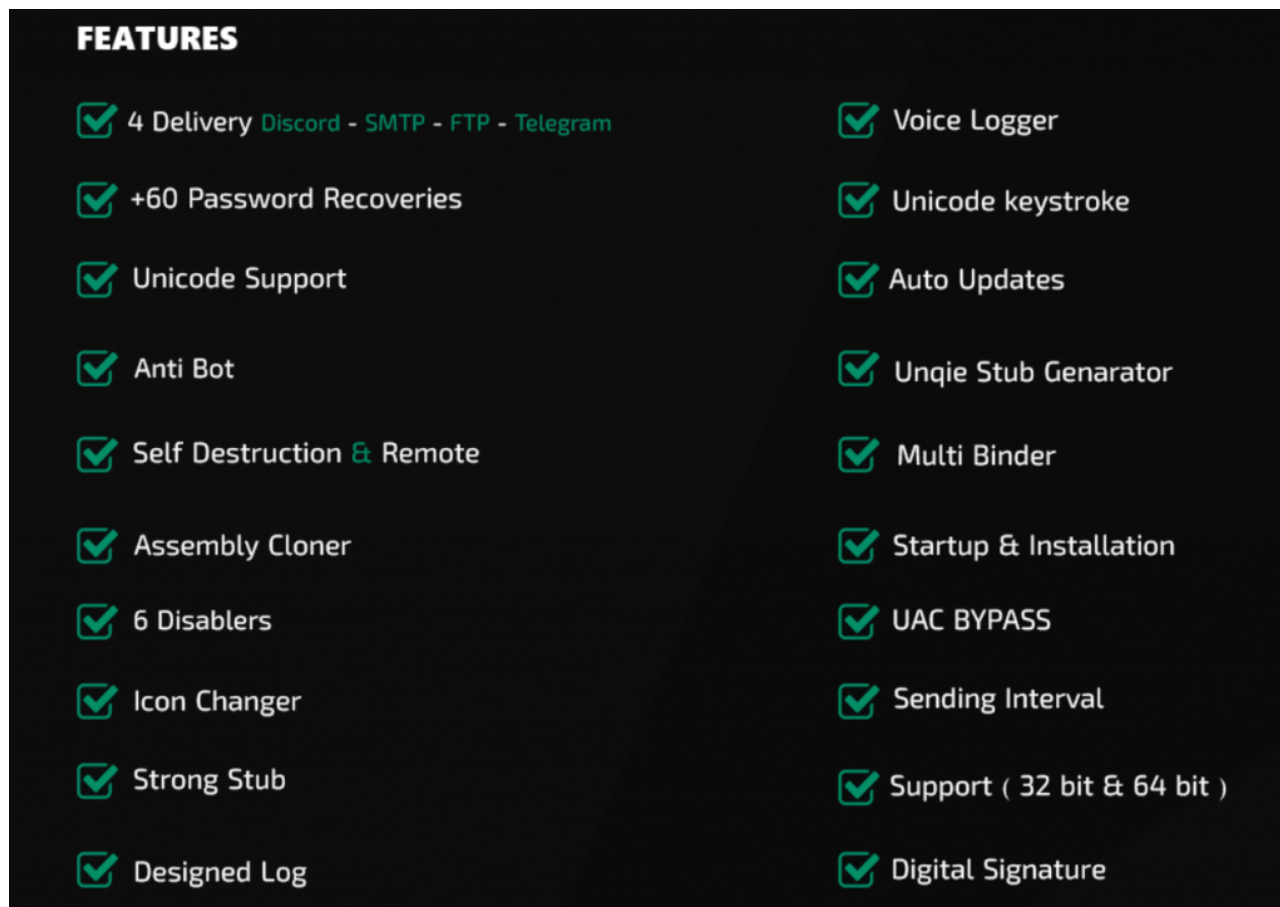 FEATURES
4 Delivery Discord - SMTP - FTP - Telegram
+60 Password Recoveries
Unicode Support
Anti Bot
Self Destruction & Remote
Assembly Cloner
6 Disablers
Icon Changer
Strong Stub
Designed Log
Voice Logger
Unicode keystroke
Auto Updates
Unqie Stub Genarator
Multi Binder
Startup & Installation
UAC BYPASS
Sending Interval
Support ( 32 bit & 64 bit )
Digital Signature